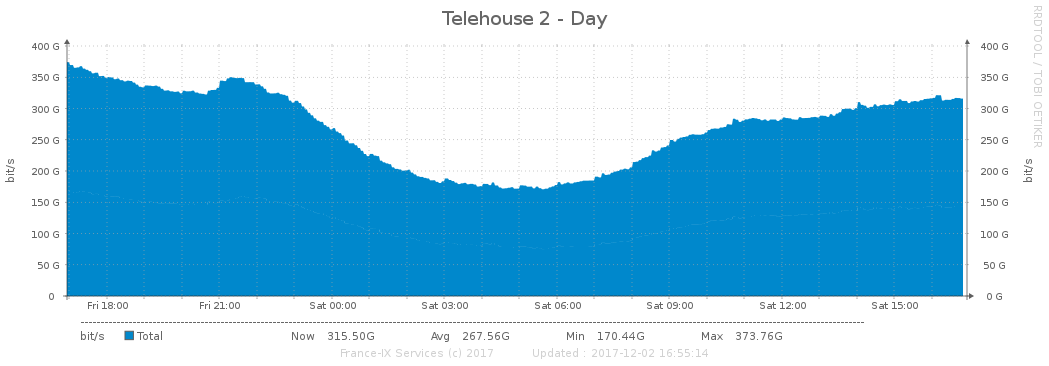 Telehouse 2 - Day
RRDTOOL / TOBI OETIKER
400 G 400 G
350 G 350 G
300 G 300 G
250 G 250 G
200 G 200 G
150 G 150 G
100 G 100 G
50 G 50 G
0 0 G
bit/s bit/s
Fri 18:00 Fri 21:00 Sat 00:00 Sat 03:00 Sat 06:00 Sat 09:00 Sat 12:00 Sat 15:00
bit/s Total Now 315.50G Avg 267.56G Min 170.44G Max 373.76G
France-IX Services (c) 2017 Updated : 2017-12-02 16:55:14